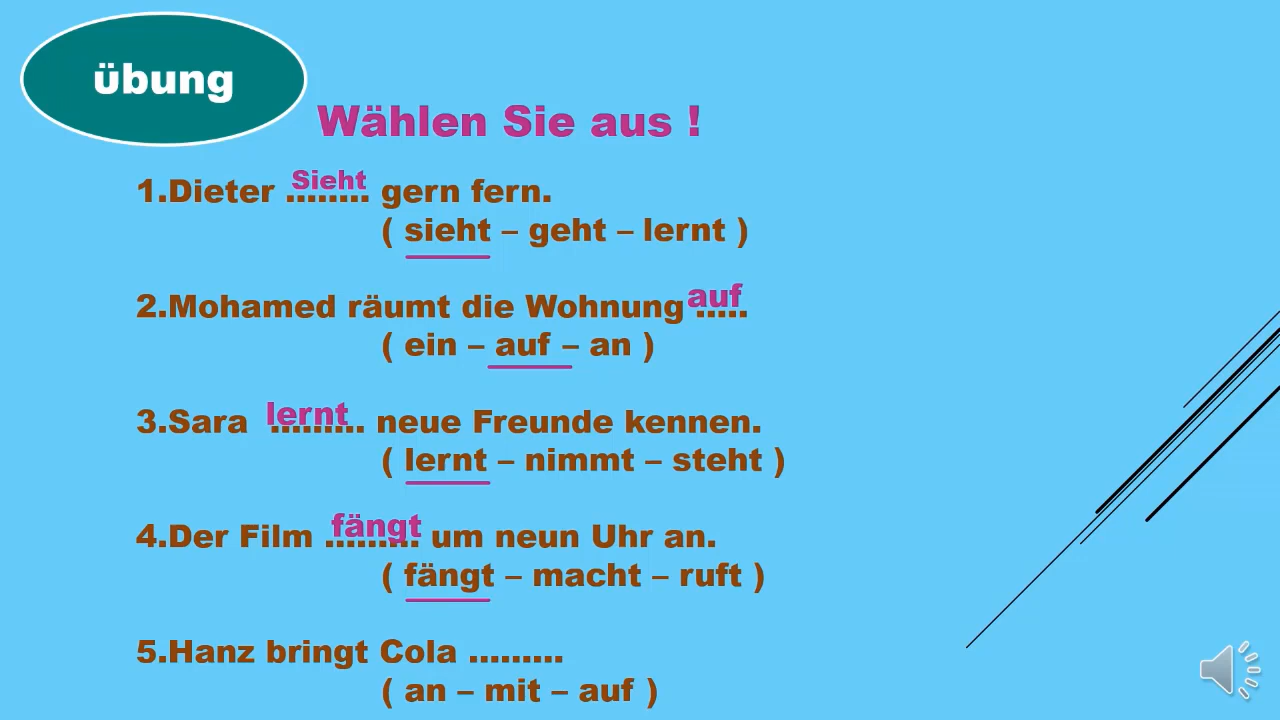 übung
Wählen Sie aus !
1.Dieter ........ gern fern.
Sieht
( sieht – geht – lernt )
2.Mohamed räumt die Wohnung .....
auf
( ein – auf – an )
3.Sara ......... neue Freunde kennen.
lernt
( lernt – nimmt – steht )
4.Der Film ......... um neun Uhr an.
fängt
( fängt – macht – ruft )
5.Hanz bringt Cola .........
( an – mit – auf )